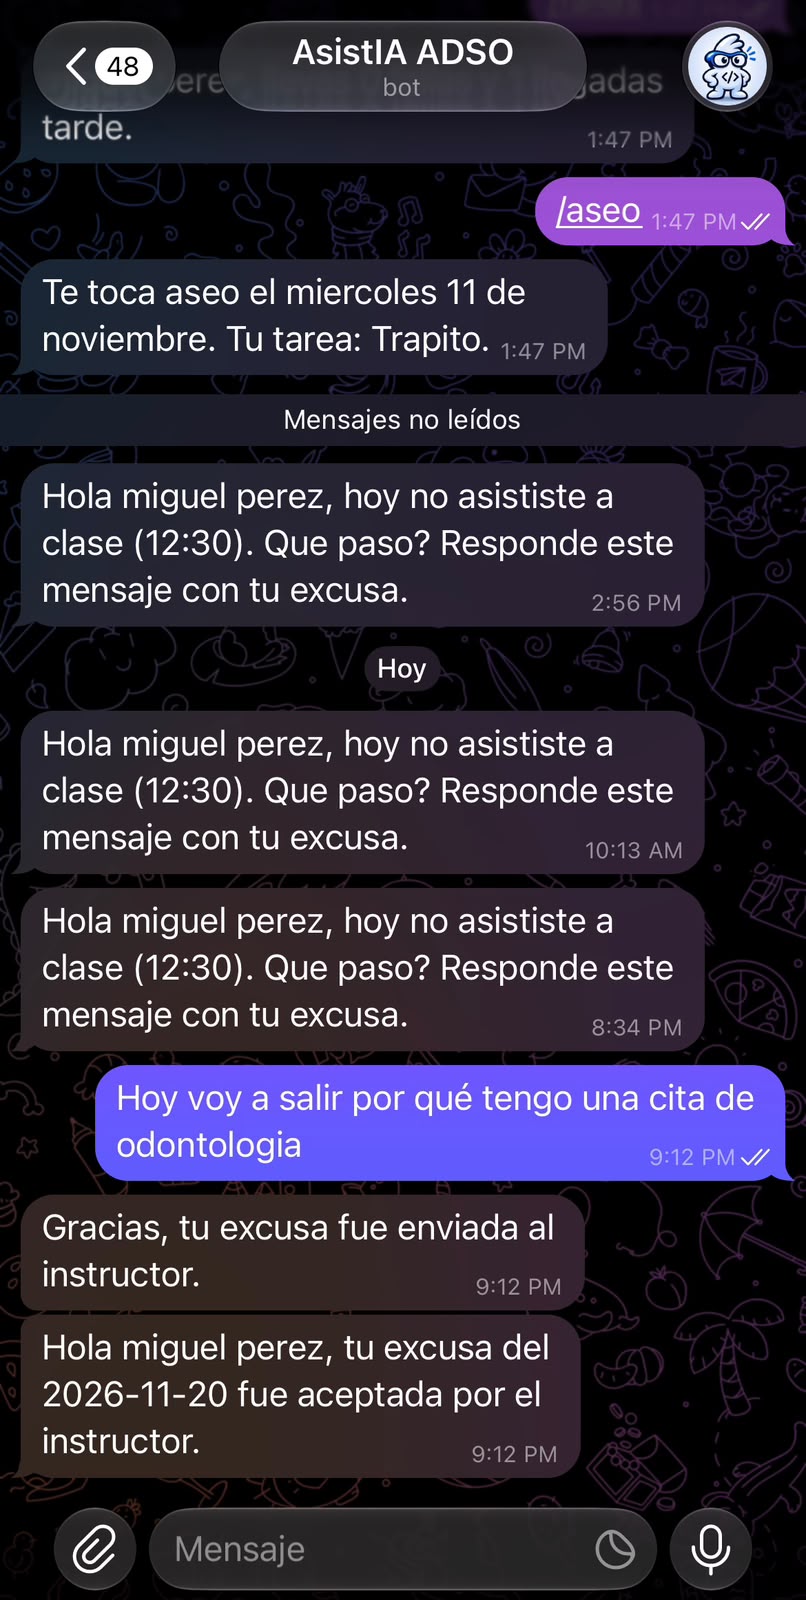 48
AsistIA ADSO
bot
tarde.
1:47 PM
/aseo 1:47 PM
Te toca aseo el miercoles 11 de
noviembre. Tu tarea: Trapito. 1:47 PM
Mensajes no leídos
Hola miguel perez, hoy no asististe a
clase (12:30). Que paso? Responde este
mensaje con tu excusa. 2:56 PM
Hoy
Hola miguel perez, hoy no asististe a
clase (12:30). Que paso? Responde este
mensaje con tu excusa. 10:13 AM
Hola miguel perez, hoy no asististe a
clase (12:30). Que paso? Responde este
mensaje con tu excusa. 8:34 PM
Hoy voy a salir por qué tengo una cita de
odontologia 9:12 PM
Gracias, tu excusa fue enviada al
instructor. 9:12 PM
Hola miguel perez, tu excusa del
2026-11-20 fue aceptada por el
instructor. 9:12 PM
Mensaje